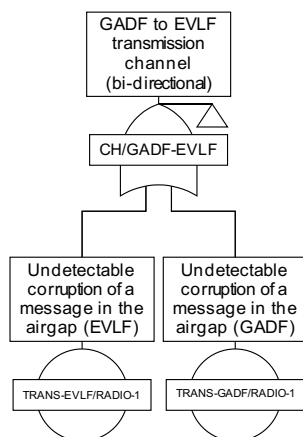 GADF to EVLF
transmission
channel
(bi-directional)
CH/GADF-EVLF
Undetectable
corruption of a
message in the
airgap (EVLF)
Undetectable
corruption of a
message in the
airgap (GADF)
TRANS-EVLF/RADIO-1
TRANS-GADF/RADIO-1